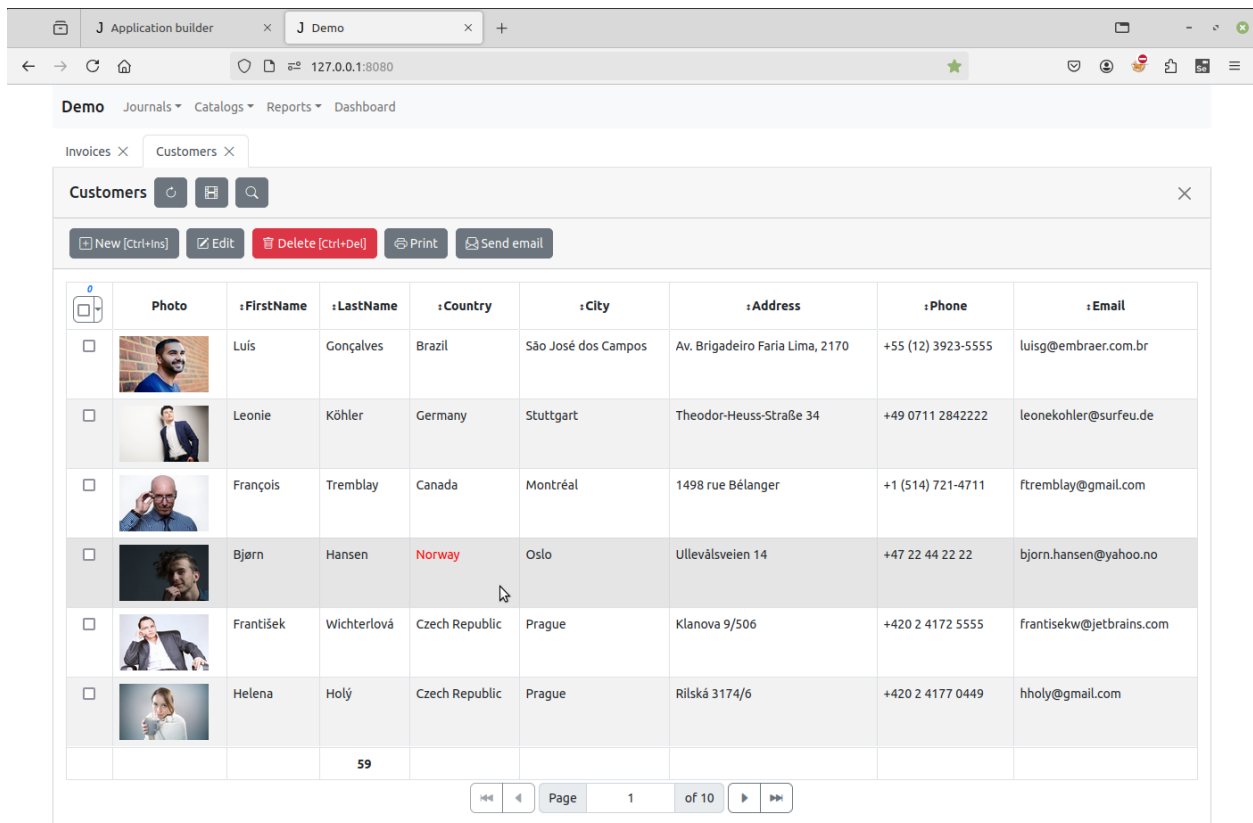 J Application builder
J Demo
127.0.0.1:8080
Se
Demo Journals Catalogs Reports Dashboard
Invoices Customers
Customers
New [Ctrl+Ins] Edit Delete [Ctrl+Del] Print Send email
0
Photo FirstName LastName Country City Address Phone Email
Luís Gonçalves Brazil São José dos Campos Av. Brigadeiro Faria Lima, 2170 +55 (12) 3923-5555 luisg@embraer.com.br
Leonie Köhler Germany Stuttgart Theodor-Heuss-Straße 34 +49 0711 2842222 leonekohler@surfeu.de
François Tremblay Canada Montréal 1498 rue Bélanger +1 (514) 721-4711 ftremblay@gmail.com
Bjørn Hansen Norway Oslo Ullevålsveien 14 +47 22 44 22 22 bjorn.hansen@yahoo.no
František Wichterlová Czech Republic Prague Klanova 9/506 +420 2 4172 5555 frantisekw@jetbrains.com
Helena Holý Czech Republic Prague Rilská 3174/6 +420 2 4177 0449 hholy@gmail.com
59
Page 1 of 10